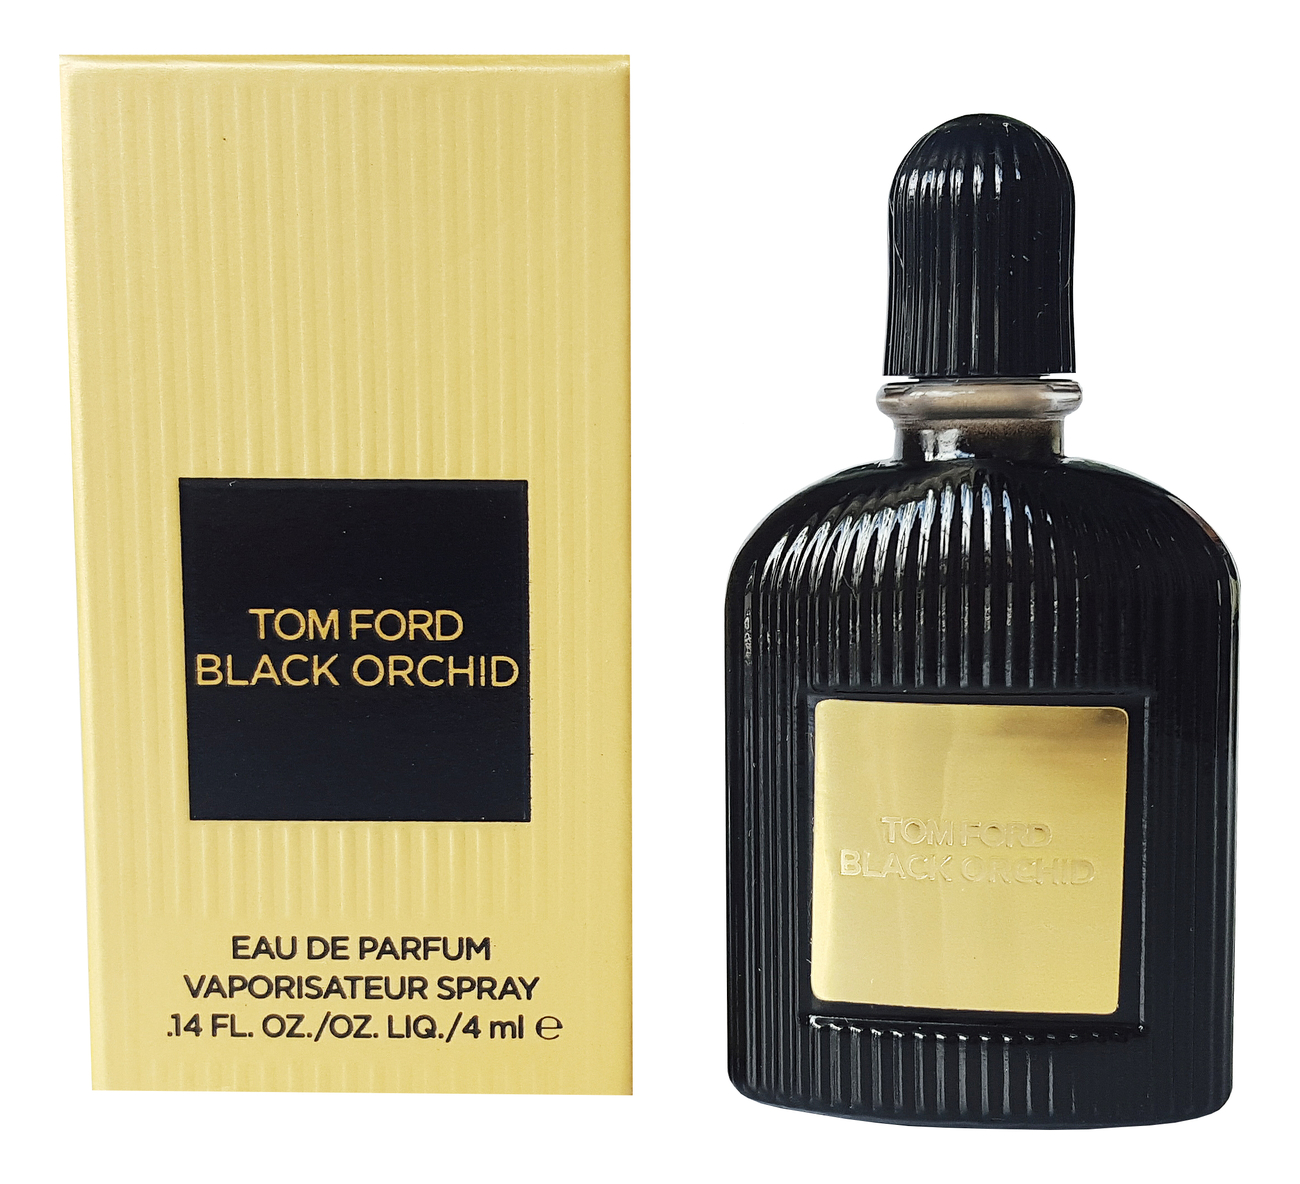 TOM FORD
BLACK ORCHID
EAU DE PARFUM
VAPORISATEUR SPRAY
.14 FL. OZ./OZ. LIQ./4 ml ℮
TOM FORD
BLACK ORCHID